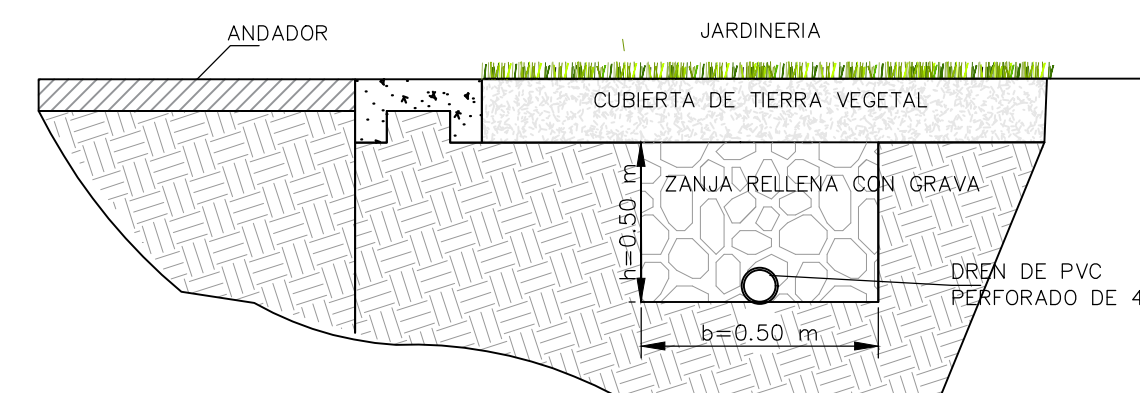 ANDADOR
JARDINERIA
CUBIERTA DE TIERRA VEGETAL
ZANJA RELLENA CON GRAVA
h=0.50 m
DREN DE PVC
PERFORADO DE 4
b=0.50 m